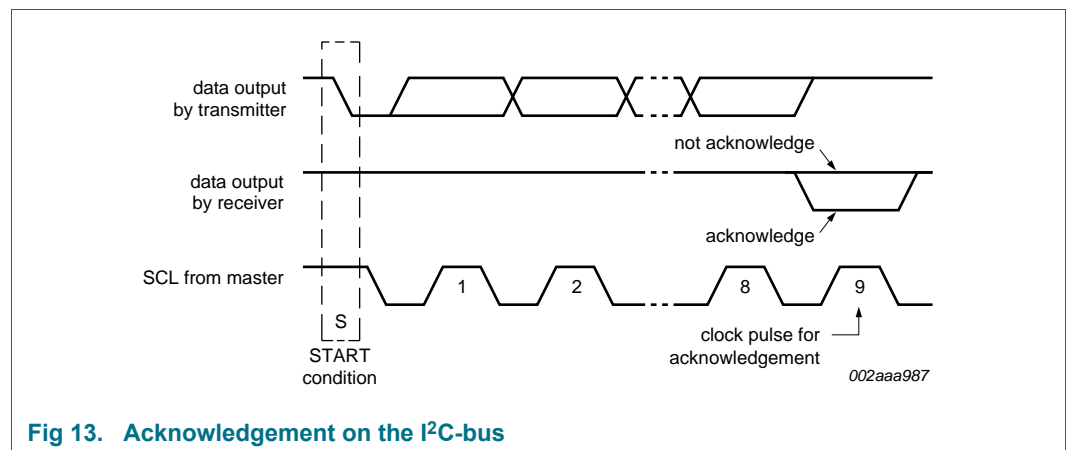 data output
by transmitter
not acknowledge
data output
by receiver
acknowledge
SCL from master
1
2
8
9
S
START
condition
clock pulse for
acknowledgement
002aaa987
Fig 13. Acknowledgement on the I²C-bus